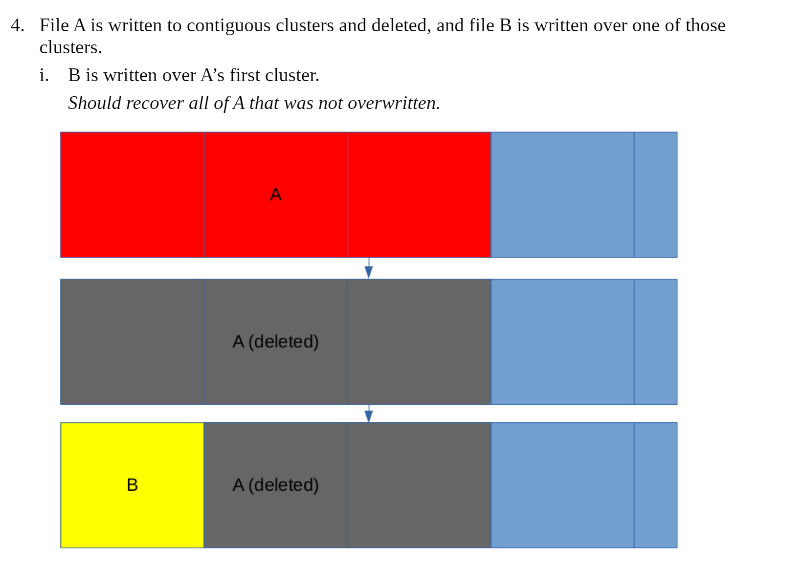 4. File A is written to contiguous clusters and deleted, and file B is written over one of those
clusters.
i. B is written over A’s first cluster.
Should recover all of A that was not overwritten.
A
A (deleted)
B
A (deleted)